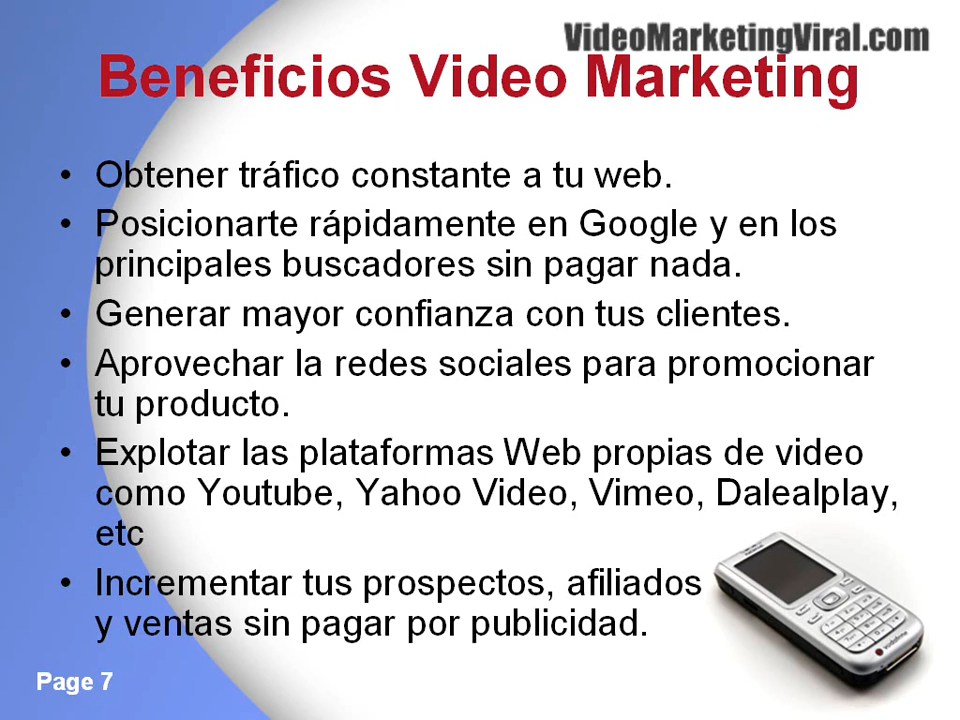 VideoMarketingViral.com
Beneficios Video Marketing
• Obtener tráfico constante a tu web.
• Posicionarte rápidamente en Google y en los
principales buscadores sin pagar nada.
• Generar mayor confianza con tus clientes.
• Aprovechar la redes sociales para promocionar
tu producto.
• Explotar las plataformas Web propias de video
como Youtube, Yahoo Video, Vimeo, Dalealplay,
etc
• Incrementar tus prospectos, afiliados
y ventas sin pagar por publicidad.
vodafone
Page 7